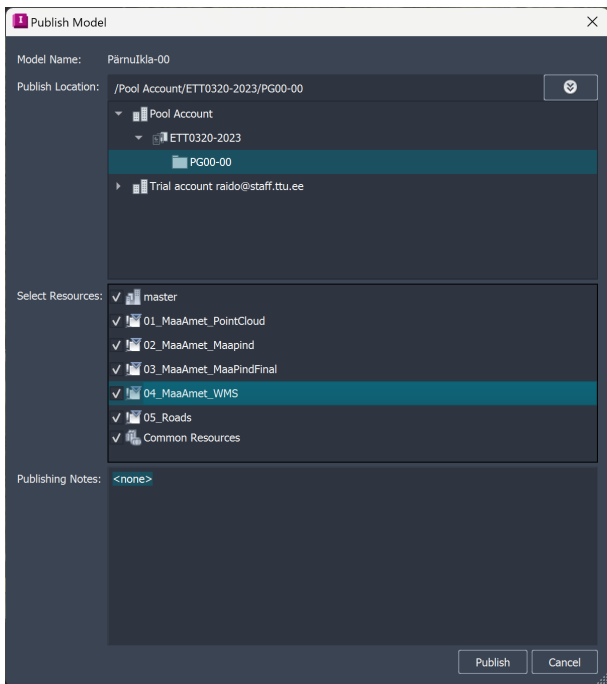 Publish Model
Model Name: PärnuIkla-00
Publish Location: /Pool Account/ETT0320-2023/PG00-00
Pool Account
ETT0320-2023
PG00-00
Trial account raido@staff.ttu.ee
Select Resources: master
01_MaaAmet_PointCloud
02_MaaAmet_Maapind
03_MaaAmet_MaaPindFinal
04_MaaAmet_WMS
05_Roads
Common Resources
Publishing Notes: <none>
Publish Cancel